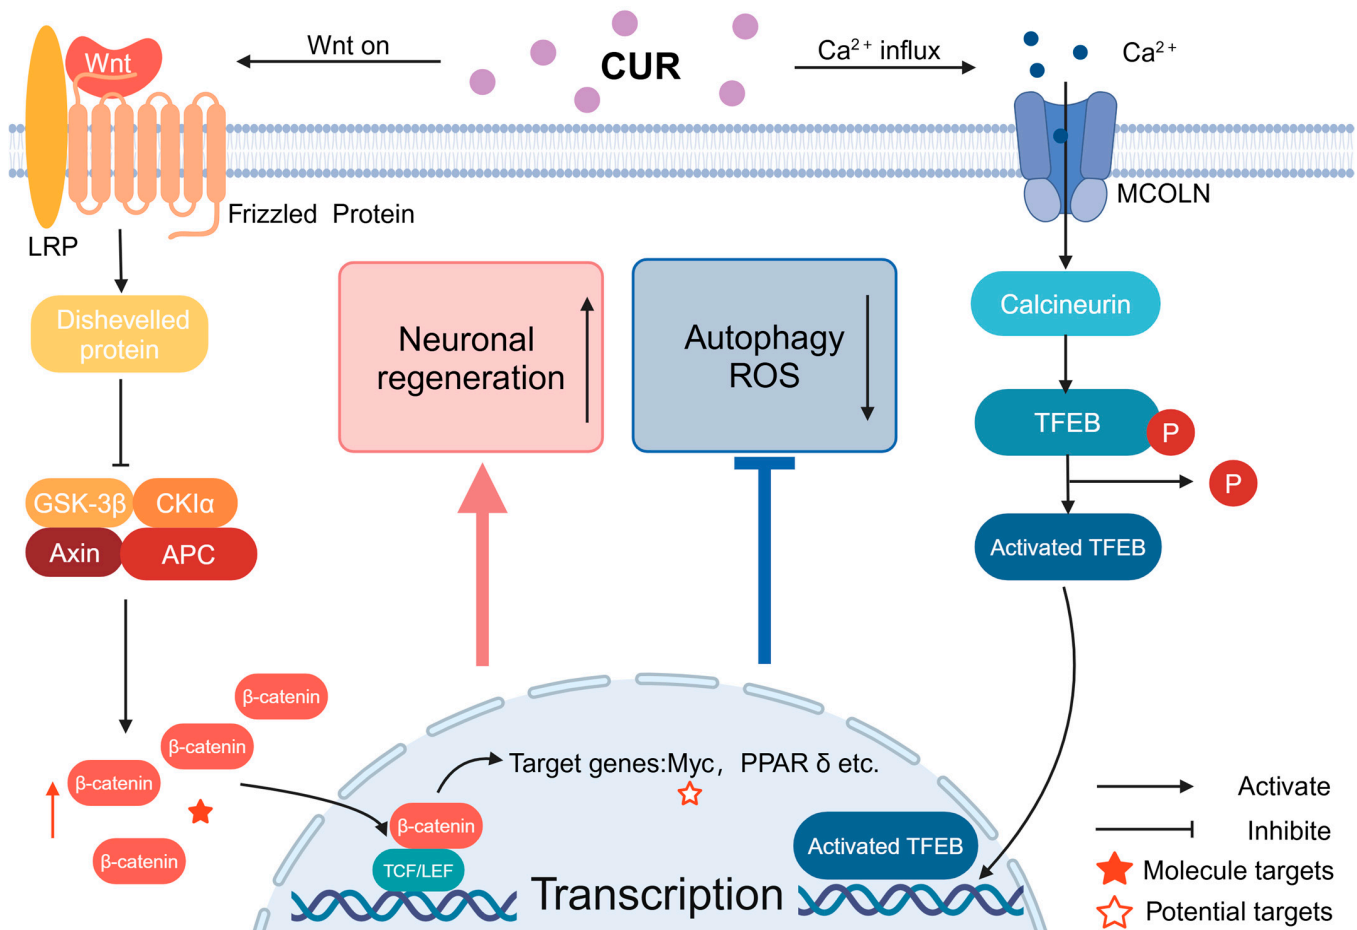 Wnt on
CUR
Ca²⁺ influx
Ca²⁺
Wnt
LRP
Frizzled Protein
MCOLN
Dishevelled
protein
Neuronal
regeneration
Autophagy
ROS
Calcineurin
TFEB
P
P
Activated TFEB
GSK-3β
CKIα
Axin
APC
β-catenin
β-catenin
β-catenin
β-catenin
Target genes:Myc, PPAR δ etc.
β-catenin
TCF/LEF
Transcription
Activated TFEB
Activate
Inhibite
Molecule targets
Potential targets